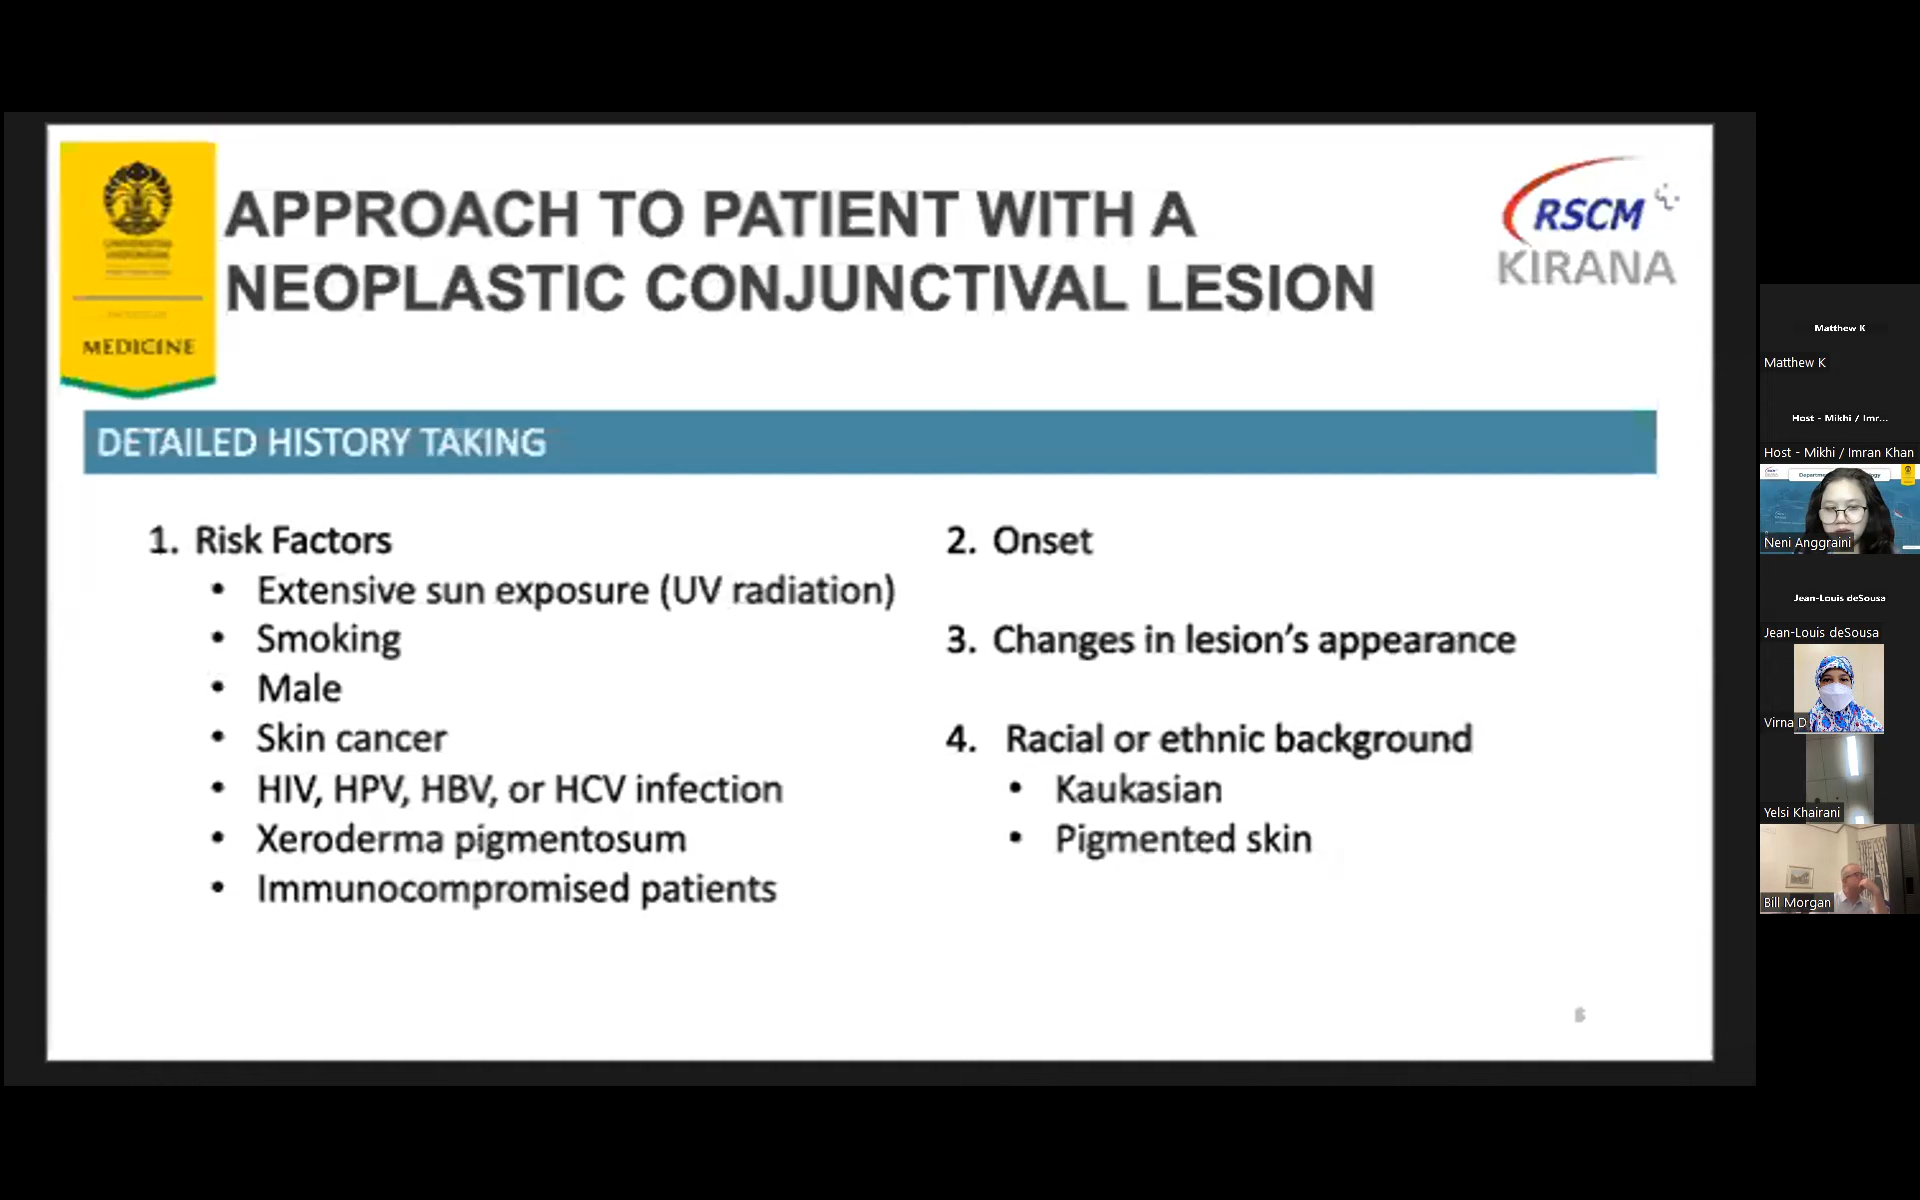 APPROACH TO PATIENT WITH A
NEOPLASTIC CONJUNCTIVAL LESION
RSCM
KIRANA
UNIVERSITAS
INDONESIA
MEDICINE
DETAILED HISTORY TAKING
1. Risk Factors
• Extensive sun exposure (UV radiation)
• Smoking
• Male
• Skin cancer
• HIV, HPV, HBV, or HCV infection
• Xeroderma pigmentosum
• Immunocompromised patients
2. Onset
3. Changes in lesion’s appearance
4. Racial or ethnic background
• Kaukasian
• Pigmented skin
Matthew K
Matthew K
Host - Mikhi / Imr...
Host - Mikhi / Imran Khan
Neni Anggraini
Jean-Louis deSousa
Jean-Louis deSousa
Virna D
Yelsi Khairani
Bill Morgan